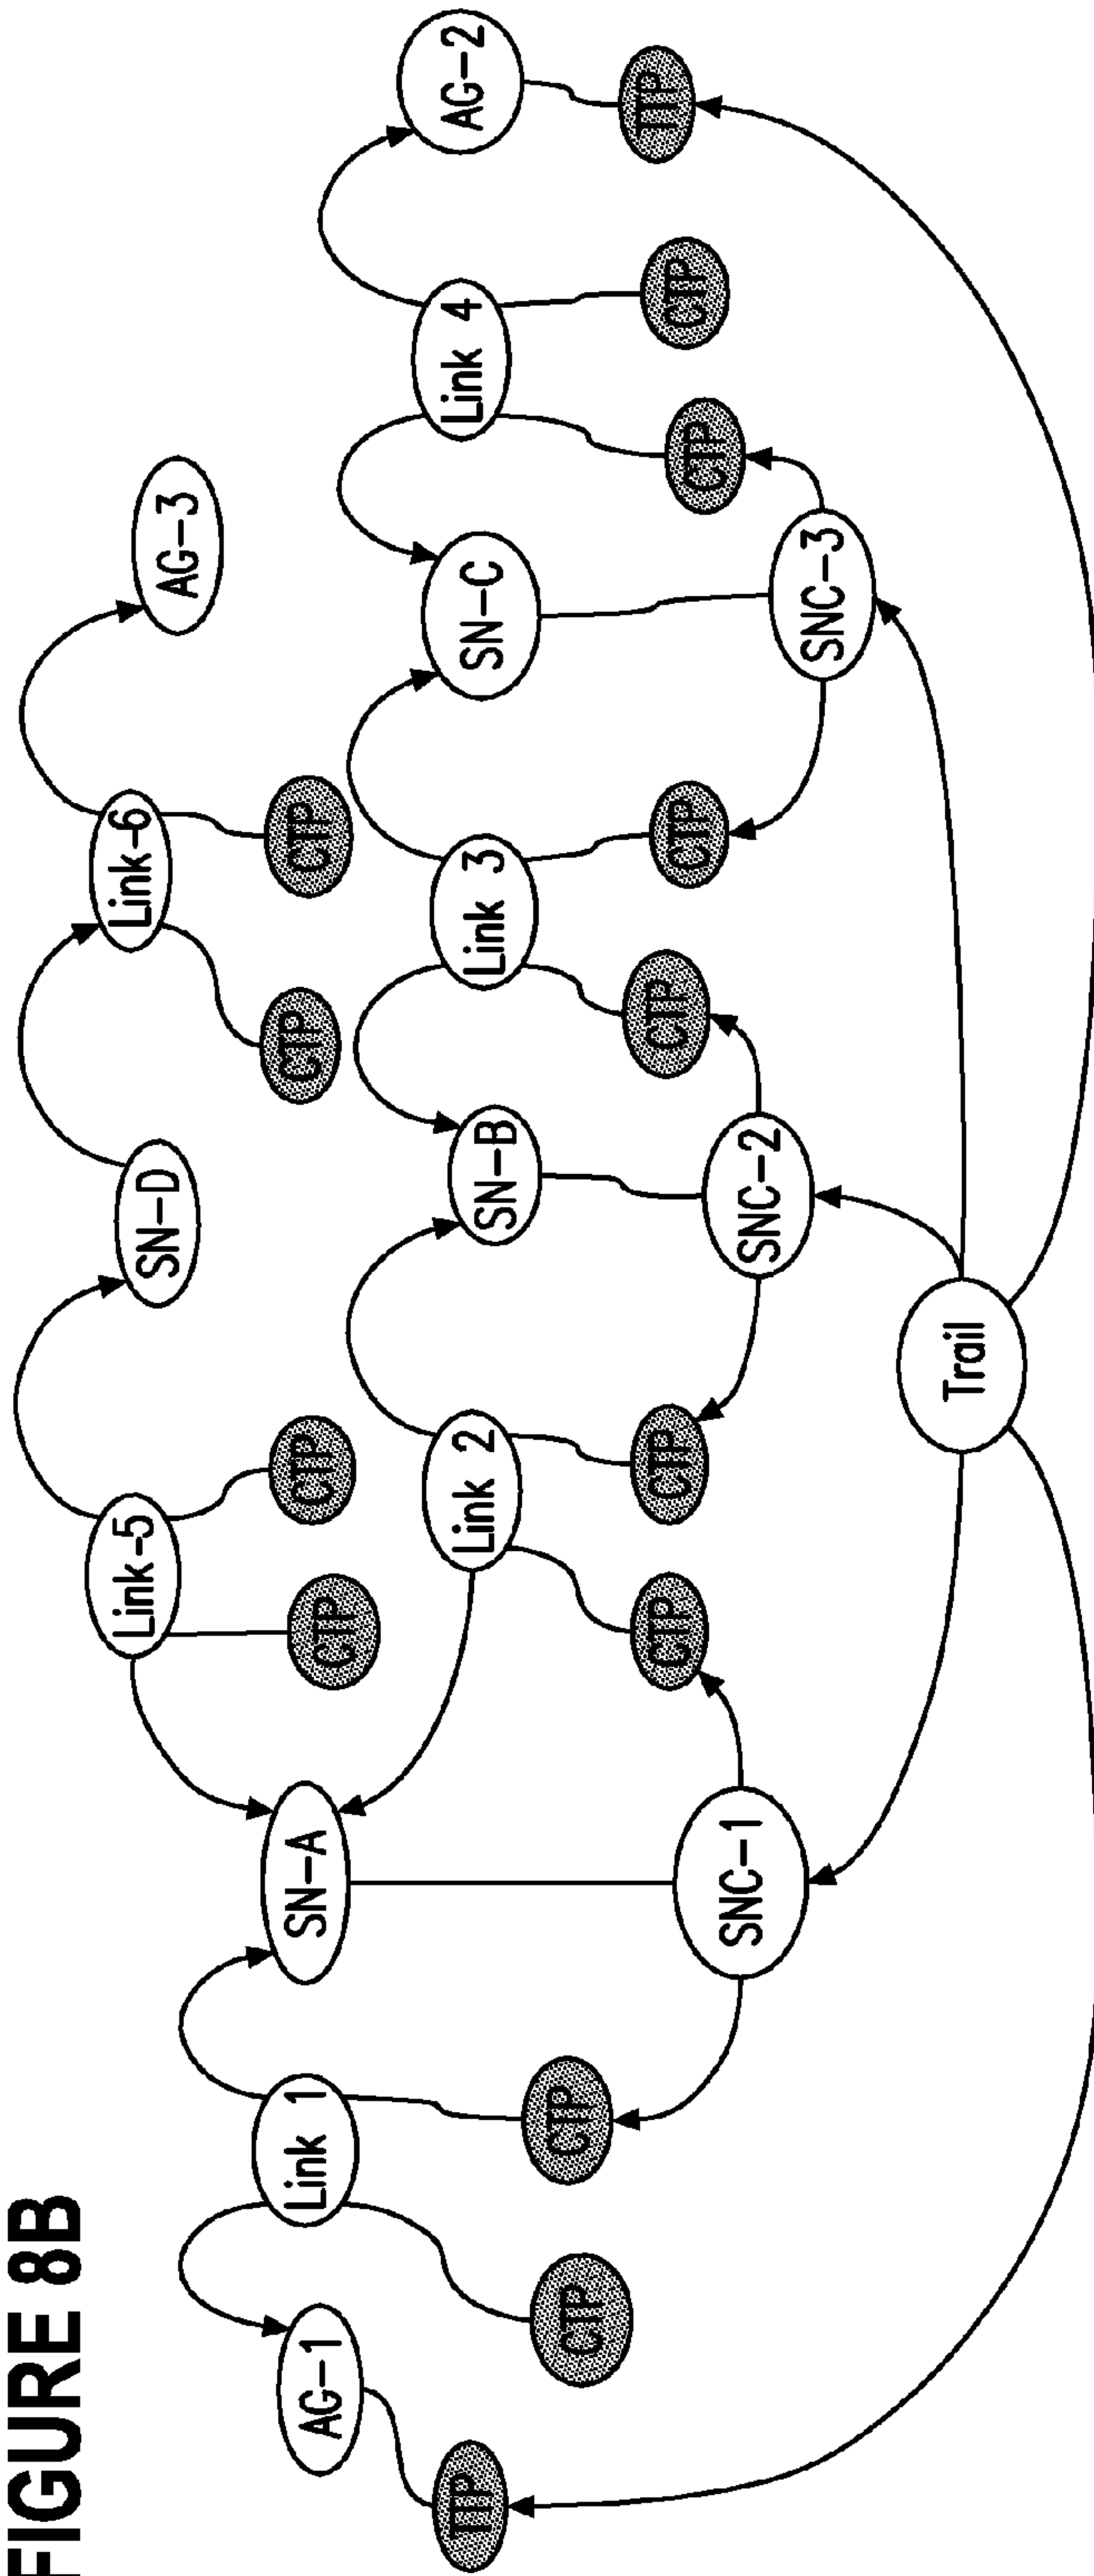 FIGURE 8B
Link-5
SN-D
Link-6
AG-3
CTP
CTP
CTP
CTP
AG-1
Link 1
SN-A
Link 2
SN-B
Link 3
SN-C
Link 4
AG-2
TTP
CTP
CTP
CTP
CTP
CTP
CTP
CTP
CTP
TTP
SNC-1
SNC-2
SNC-3
Trail